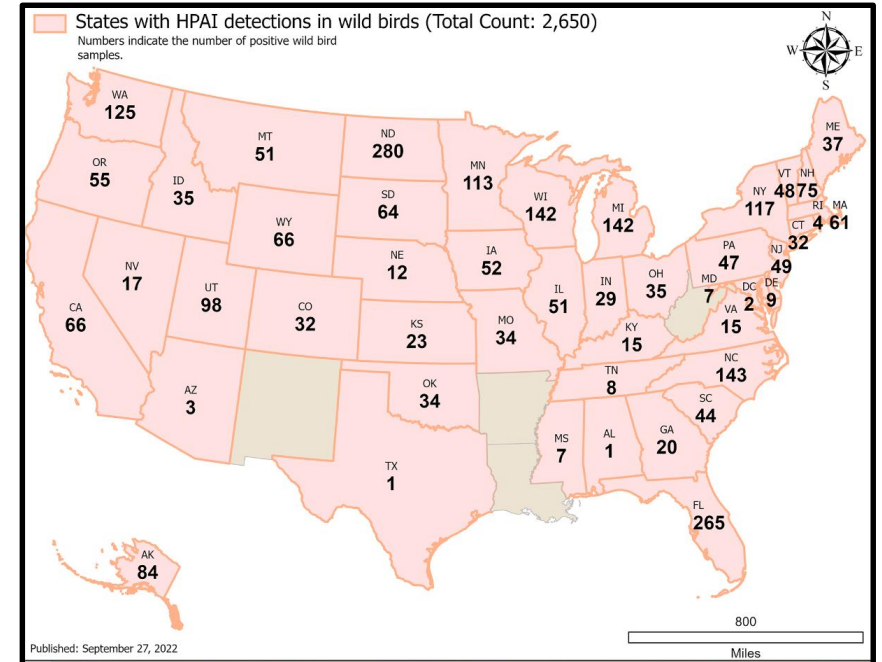 States with HPAI detections in wild birds (Total Count: 2,650)
Numbers indicate the number of positive wild bird
samples.
N
W E
S
WA
125
MT
51
ND
280
MN
113
ME
37
OR
55
ID
35
SD
64
WI
142
MI
142
VT NH
48 75
NY
117
RI MA
4 61
CT
32
WY
66
NE
12
IA
52
PA
47
NJ
49
NV
17
UT
98
CO
32
IL
51
IN
29
OH
35
MD
7
DC
2
DE
9
VA
15
CA
66
KS
23
MO
34
KY
15
NC
143
TN
8
AZ
3
OK
34
SC
44
MS
7
AL
1
GA
20
TX
1
FL
265
AK
84
800
Miles
Published: September 27, 2022